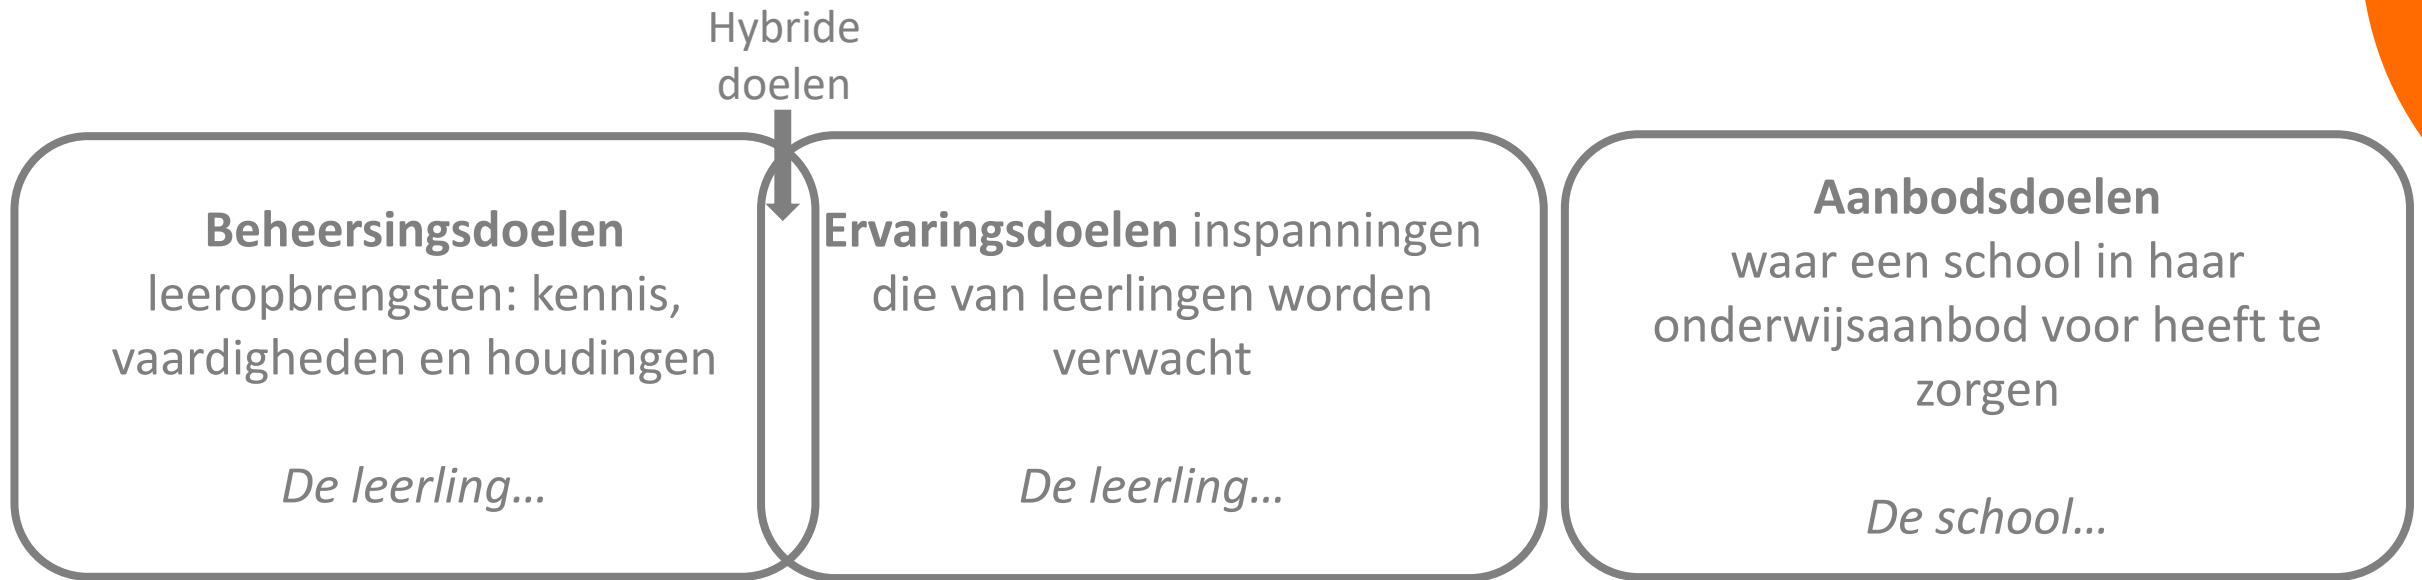 Hybride
doelen
Beheersingsdoelen
leeropbrengsten: kennis,
vaardigheden en houdingen
De leerling…
Ervaringsdoelen inspanningen
die van leerlingen worden
verwacht
De leerling…
Aanbodsdoelen
waar een school in haar
onderwijsaanbod voor heeft te
zorgen
De school…